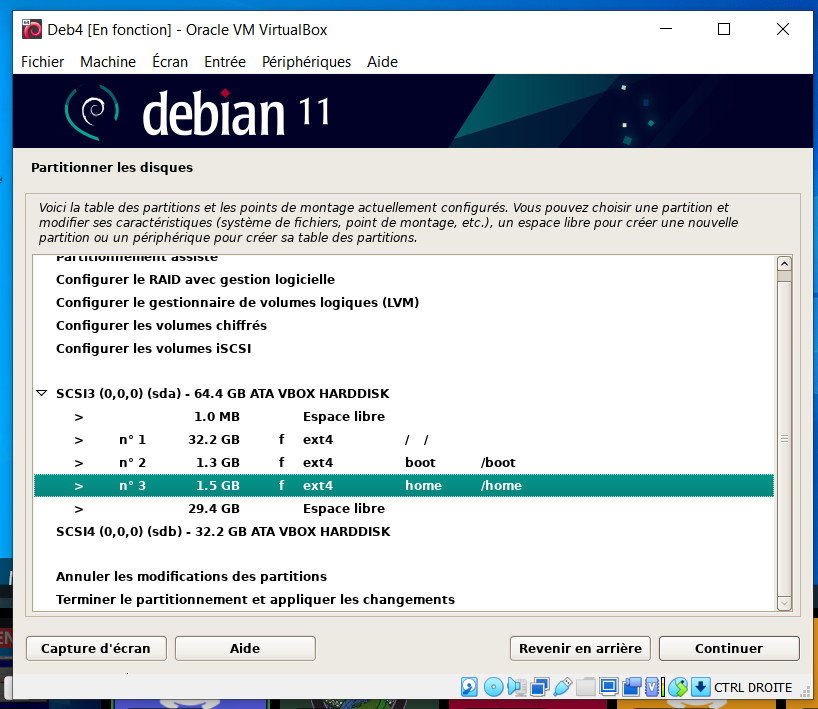 Deb4 [En fonction] - Oracle VM VirtualBox
Fichier Machine Écran Entrée Périphériques Aide
debian 11
Partitionner les disques
Voici la table des partitions et les points de montage actuellement configurés. Vous pouvez choisir une partition et
modifier ses caractéristiques (système de fichiers, point de montage, etc.), un espace libre pour créer une nouvelle
partition ou un périphérique pour créer sa table des partitions.
Partitionnement assisté
Configurer le RAID avec gestion logicielle
Configurer le gestionnaire de volumes logiques (LVM)
Configurer les volumes chiffrés
Configurer les volumes iSCSI
SCSI3 (0,0,0) (sda) - 64.4 GB ATA VBOX HARDDISK
> 1.0 MB Espace libre
> n° 1 32.2 GB f ext4 / /
> n° 2 1.3 GB f ext4 boot /boot
> n° 3 1.5 GB f ext4 home /home
> 29.4 GB Espace libre
SCSI4 (0,0,0) (sdb) - 32.2 GB ATA VBOX HARDDISK
Annuler les modifications des partitions
Terminer le partitionnement et appliquer les changements
Capture d'écran Aide Revenir en arrière Continuer
CTRL DROITE